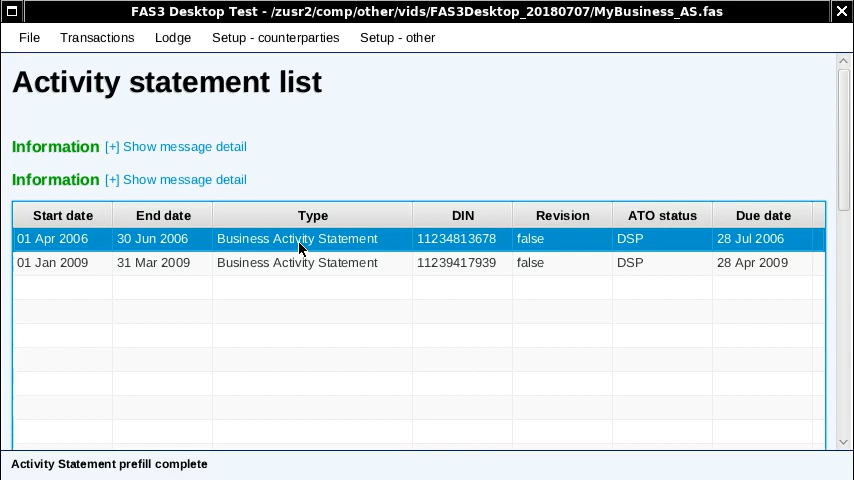 FAS3 Desktop Test - /zusr2/comp/other/vids/FAS3Desktop_20180707/MyBusiness_AS.fas
File Transactions Lodge Setup - counterparties Setup - other
Activity statement list
Information [+] Show message detail
Information [+] Show message detail
Start date End date Type DIN Revision ATO status Due date
01 Apr 2006 30 Jun 2006 Business Activity Statement 11234813678 false DSP 28 Jul 2006
01 Jan 2009 31 Mar 2009 Business Activity Statement 11239417939 false DSP 28 Apr 2009
Activity Statement prefill complete